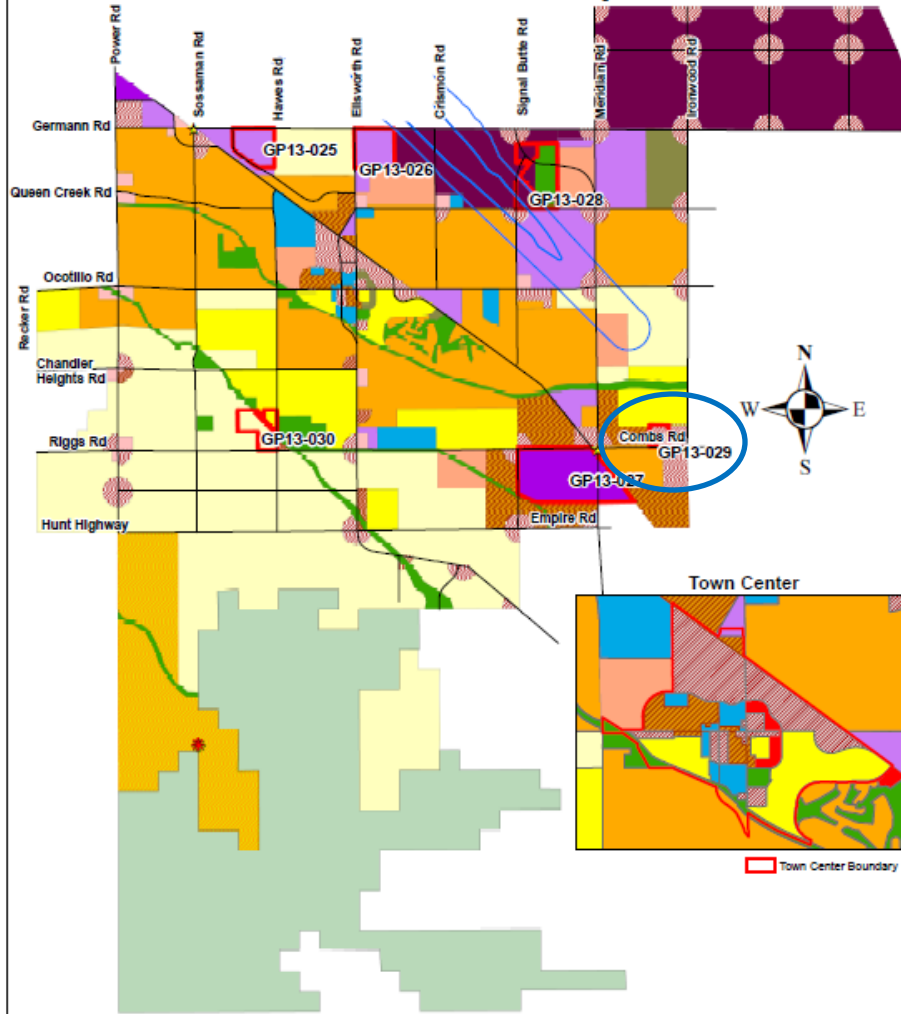 Power Rd
Sossaman Rd
Hawes Rd
Ellsworth Rd
Crismon Rd
Signal Butte Rd
Meridian Rd
Ironwood Rd
Germann Rd
GP13-025
GP13-026
GP13-028
Queen Creek Rd
Ocotillo Rd
Recker Rd
Chandler
Heights Rd
N
W
E
S
Riggs Rd
GP13-030
Combs Rd
GP13-029
GP13-027
Hunt Highway
Empire Rd
Town Center
Town Center Boundary